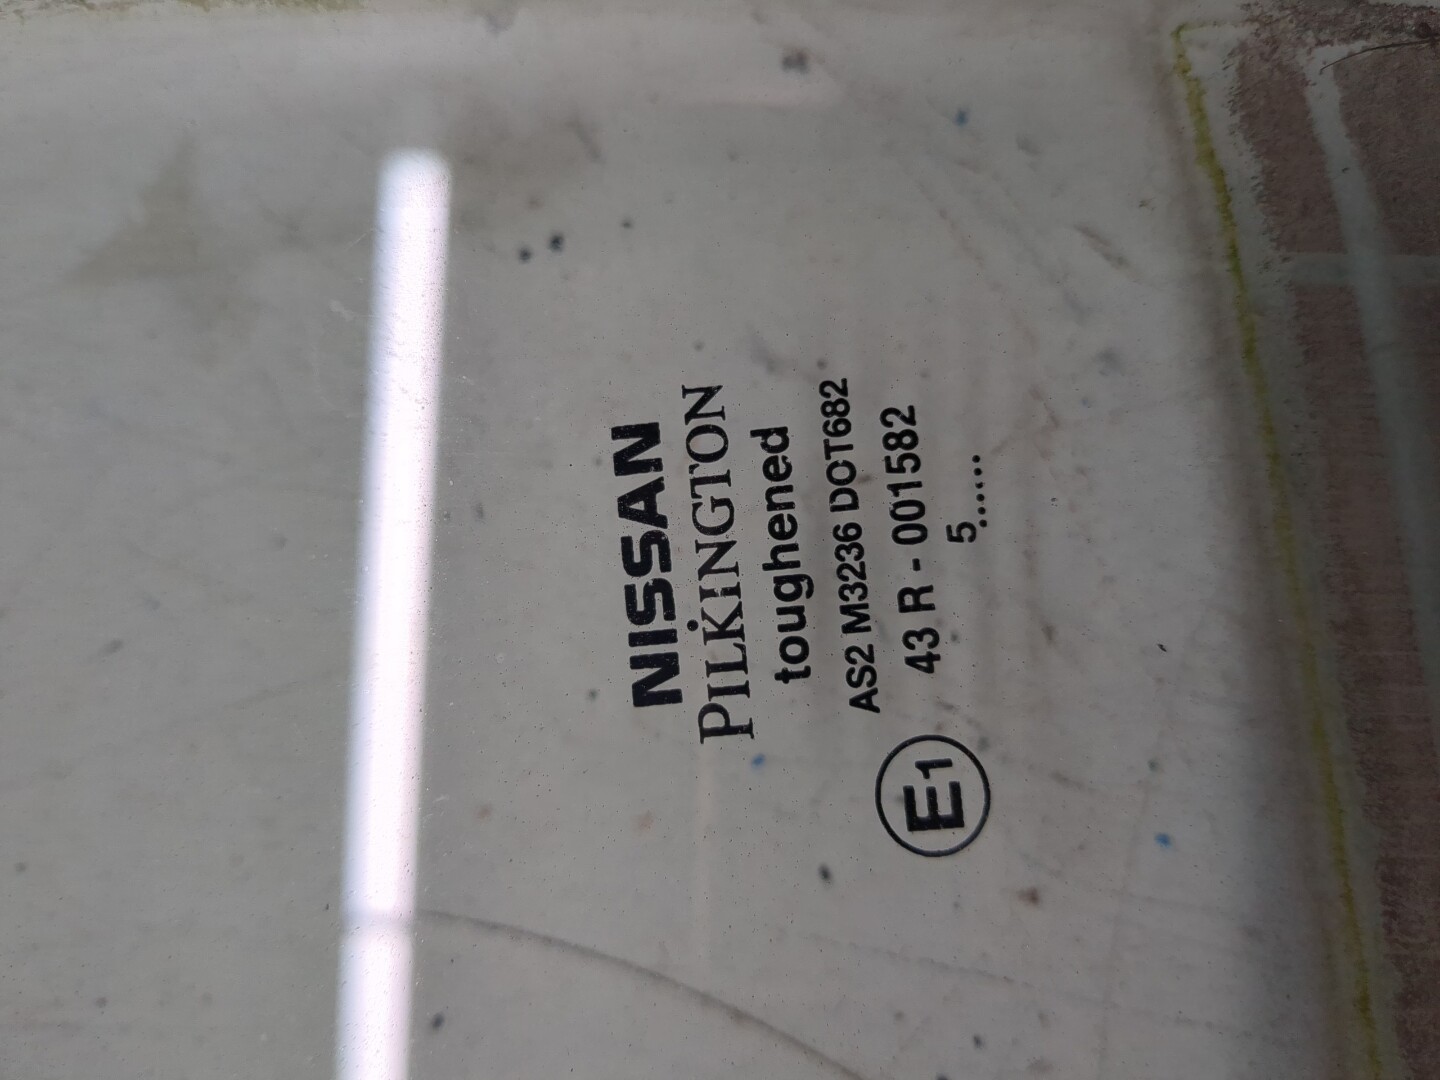 NISSAN
PILKINGTON
toughened
AS2 M3236 DOT682
E1 43 R - 001582
5......